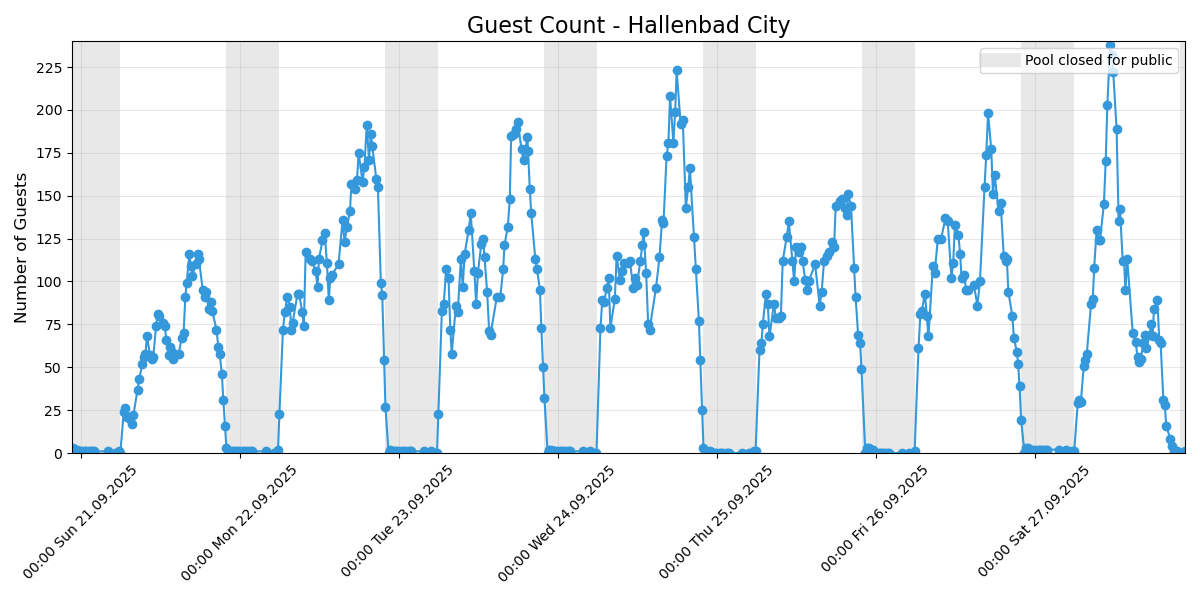 Guest Count - Hallenbad City
Pool closed for public
Number of Guests
225
200
175
150
125
100
75
50
25
0
00:00 Sun 21.09.2025
00:00 Mon 22.09.2025
00:00 Tue 23.09.2025
00:00 Wed 24.09.2025
00:00 Thu 25.09.2025
00:00 Fri 26.09.2025
00:00 Sat 27.09.2025